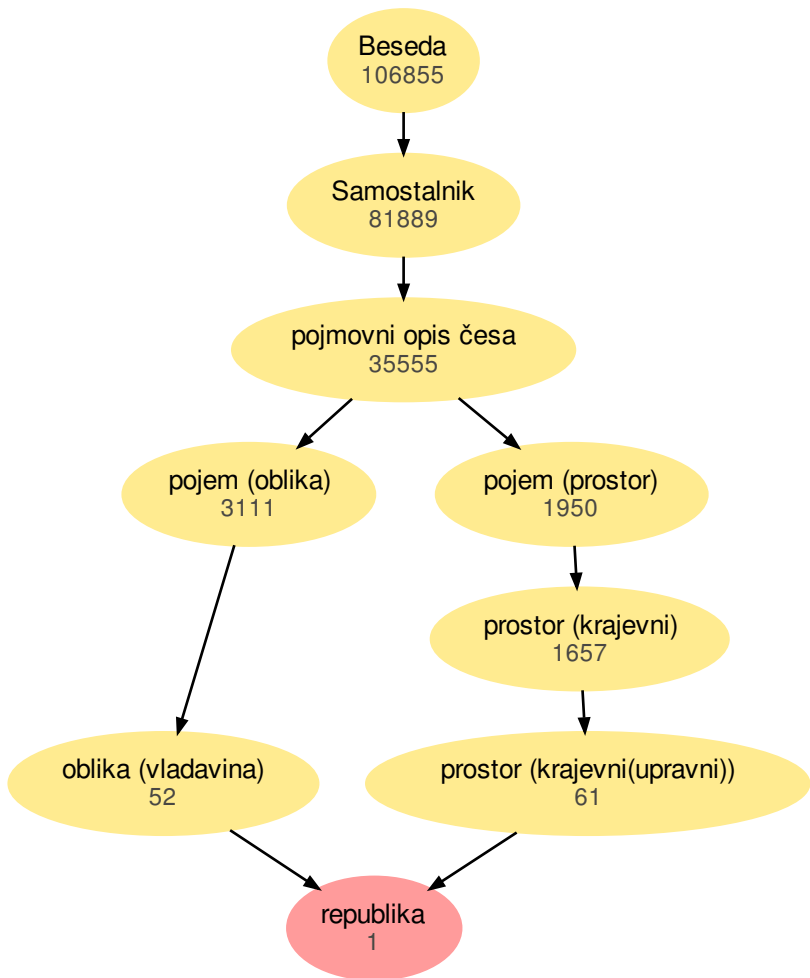 Beseda
106855
Samostalnik
81889
pojmovni opis česa
35555
pojem (oblika)
3111
pojem (prostor)
1950
prostor (krajevni)
1657
oblika (vladavina)
52
prostor (krajevni(upravni))
61
republika
1